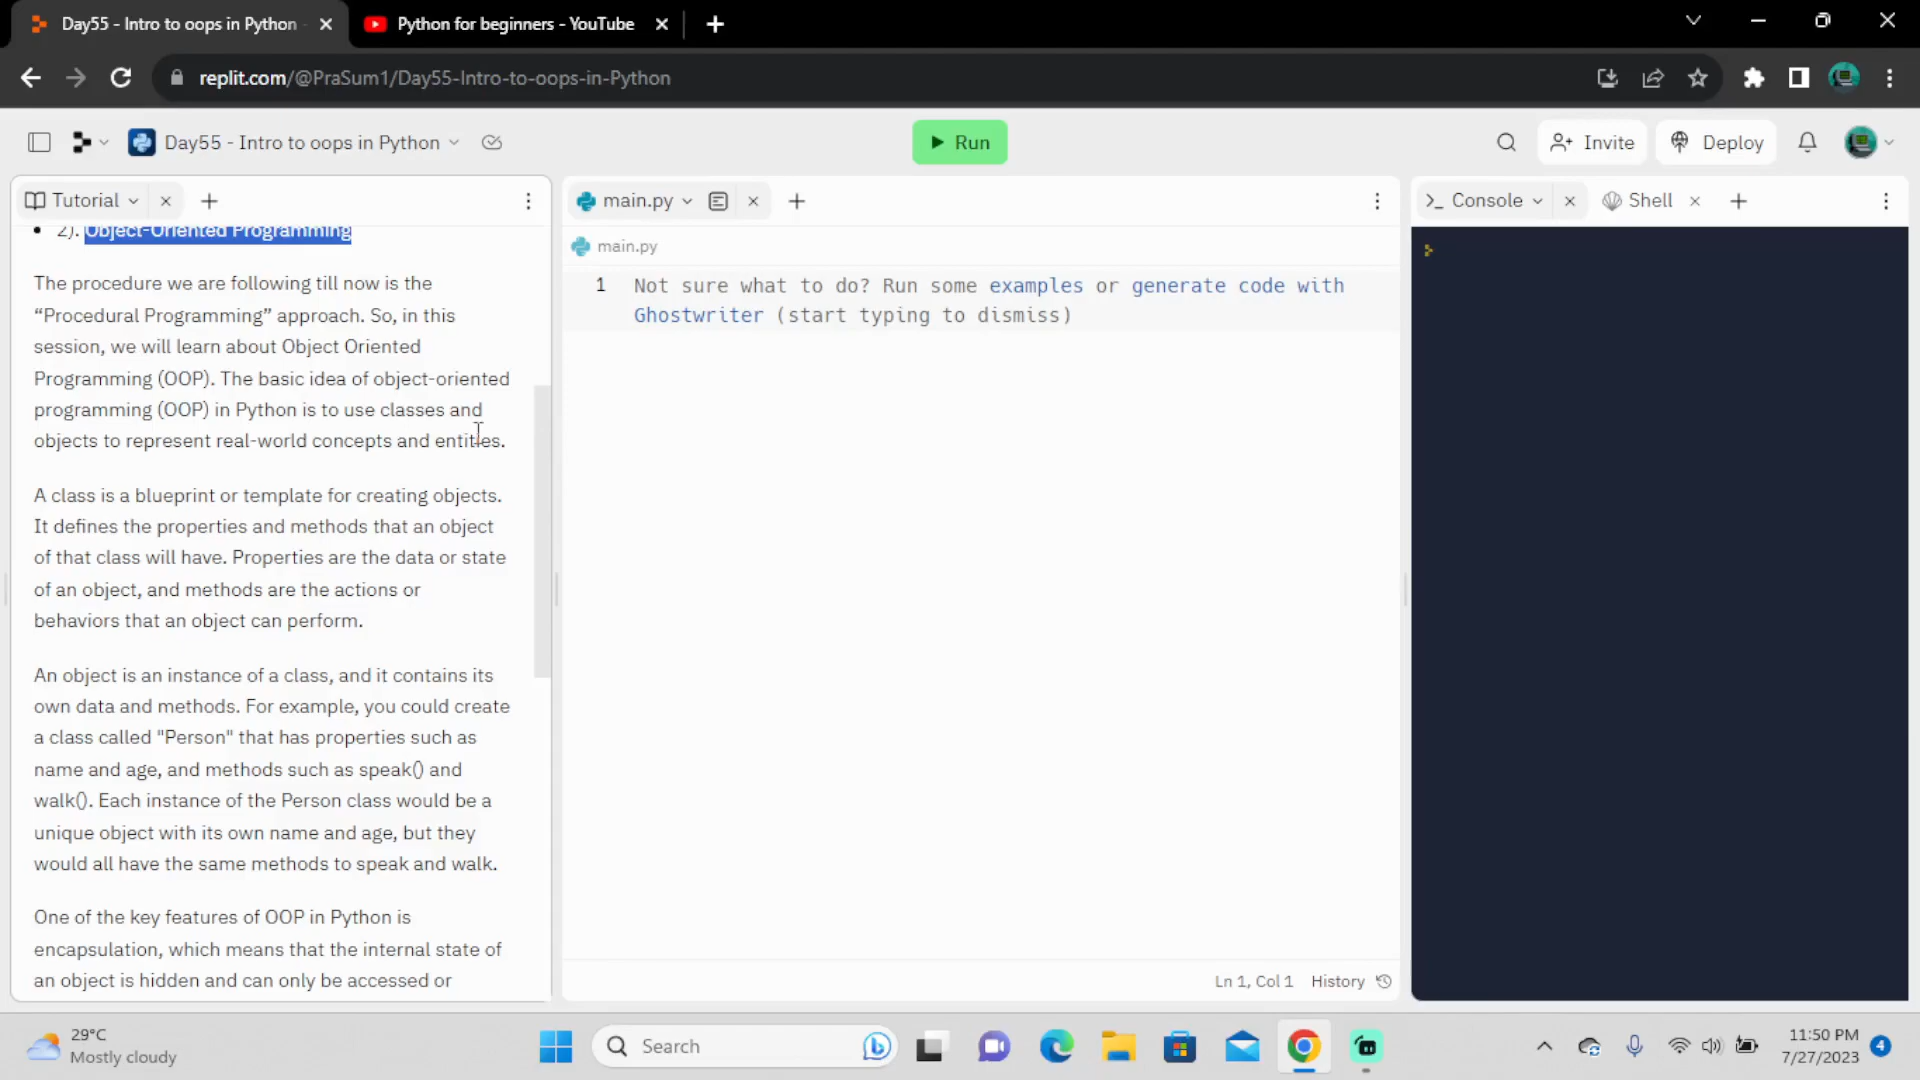 Day55 - Intro to oops in Python
Python for beginners - YouTube
replit.com/@PraSum1/Day55-Intro-to-oops-in-Python
Day55 - Intro to oops in Python
Run
Invite
Deploy
Tutorial
2). Object-Oriented Programming
The procedure we are following till now is the
“Procedural Programming” approach. So, in this
session, we will learn about Object Oriented
Programming (OOP). The basic idea of object-oriented
programming (OOP) in Python is to use classes and
objects to represent real-world concepts and entities.
A class is a blueprint or template for creating objects.
It defines the properties and methods that an object
of that class will have. Properties are the data or state
of an object, and methods are the actions or
behaviors that an object can perform.
An object is an instance of a class, and it contains its
own data and methods. For example, you could create
a class called "Person" that has properties such as
name and age, and methods such as speak() and
walk(). Each instance of the Person class would be a
unique object with its own name and age, but they
would all have the same methods to speak and walk.
One of the key features of OOP in Python is
encapsulation, which means that the internal state of
an object is hidden and can only be accessed or
main.py
main.py
1 Not sure what to do? Run some examples or generate code with
Ghostwriter (start typing to dismiss)
Ln 1, Col 1 History
Console
Shell
29°C
Mostly cloudy
Search
11:50 PM
7/27/2023
4